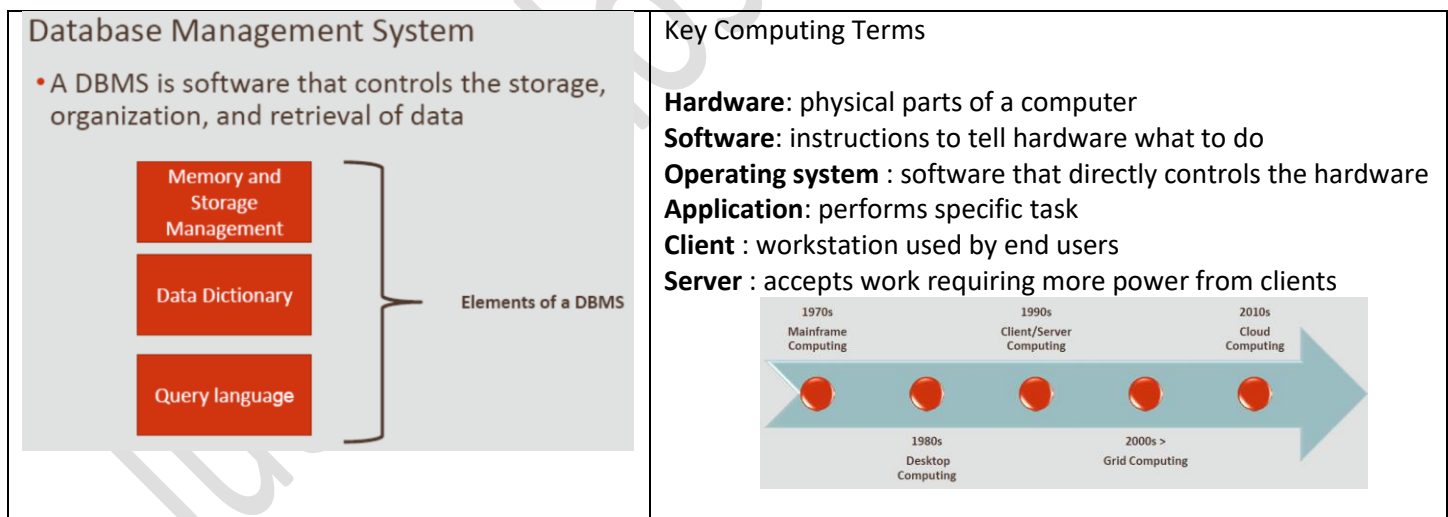 Database Management System
• A DBMS is software that controls the storage,
organization, and retrieval of data
Memory and
Storage
Management
Data Dictionary
Query language
Elements of a DBMS
Key Computing Terms
Hardware: physical parts of a computer
Software: instructions to tell hardware what to do
Operating system : software that directly controls the hardware
Application: performs specific task
Client : workstation used by end users
Server : accepts work requiring more power from clients
1970s
Mainframe
Computing
1980s
Desktop
Computing
1990s
Client/Server
Computing
2000s >
Grid Computing
2010s
Cloud
Computing